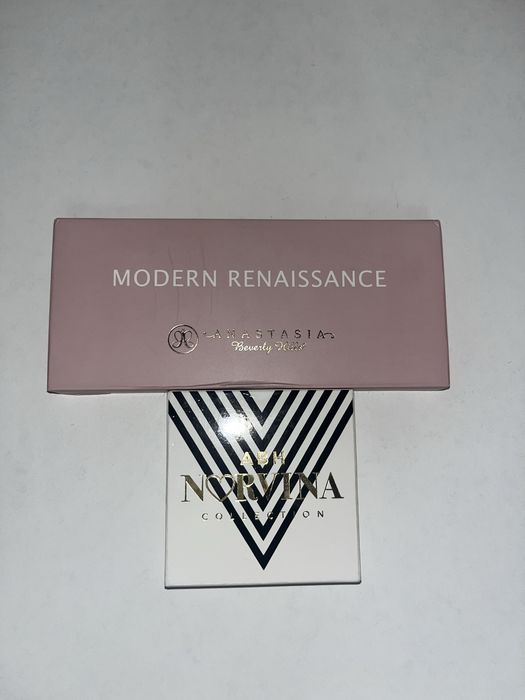 MODERN RENAISSANCE
ANASTASIA
Beverly Hills
ABH
NORVINA
COLLECTION